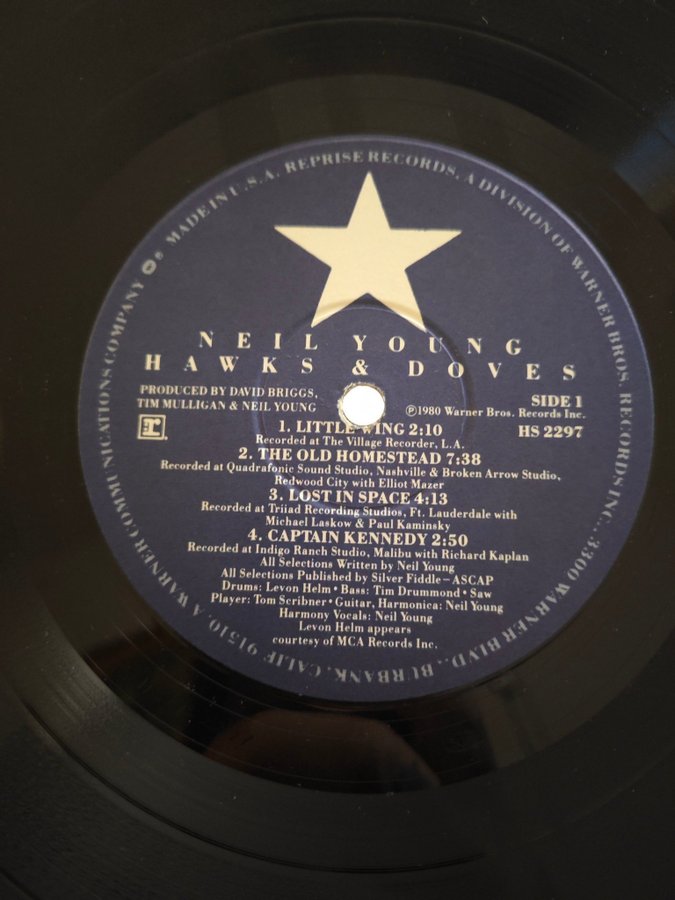 MADE IN U.S.A. REPRISE RECORDS, A DIVISION OF WARNER BROS. RECORDS INC., 3300 WARNER BLVD., BURBANK, CALIF. 91510. A WARNER COMMUNICATIONS COMPANY
NEIL YOUNG
HAWKS & DOVES
PRODUCED BY DAVID BRIGGS,
TIM MULLIGAN & NEIL YOUNG
r
SIDE 1
℗1980 Warner Bros. Records Inc.
HS 2297
1. LITTLE WING 2:10
Recorded at The Village Recorder, L.A.
2. THE OLD HOMESTEAD 7:38
Recorded at Quadrafonic Sound Studio, Nashville & Broken Arrow Studio,
Redwood City with Elliot Mazer
3. LOST IN SPACE 4:13
Recorded at Triiad Recording Studios, Ft. Lauderdale with
Michael Laskow & Paul Kaminsky
4. CAPTAIN KENNEDY 2:50
Recorded at Indigo Ranch Studio, Malibu with Richard Kaplan
All Selections Written by Neil Young
All Selections Published by Silver Fiddle—ASCAP
Drums: Levon Helm • Bass: Tim Drummond • Saw
Player: Tom Scribner • Guitar, Harmonica: Neil Young
Harmony Vocals: Neil Young
Levon Helm appears
courtesy of MCA Records Inc.